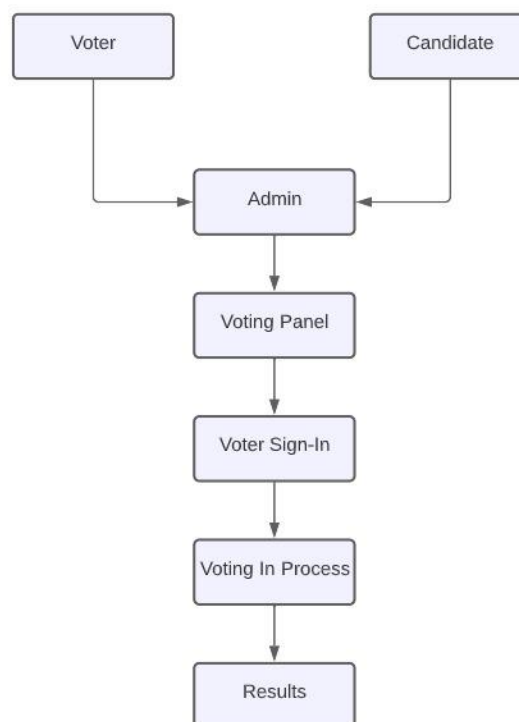 Voter
Candidate
Admin
Voting Panel
Voter Sign-In
Voting In Process
Results